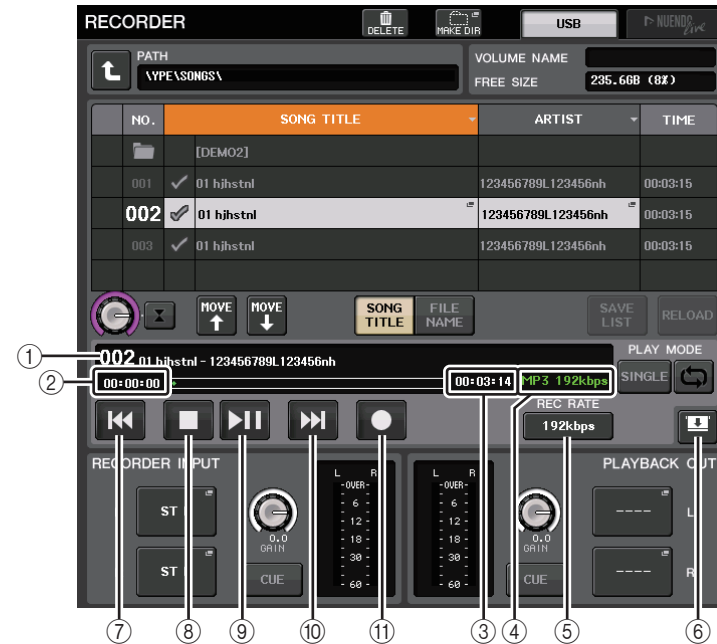 RECORDER DELETE MAKE DIR USB NUENDO Live
PATH VOLUME NAME
\YPE\SONGS\ FREE SIZE 235.6GB (8%)
NO. SONG TITLE ARTIST TIME
[DEMO2]
001 01 hjhstnl 123456789L123456nh 00:03:15
002 01 hjhstnl 123456789L123456nh 00:03:15
003 01 hjhstnl 123456789L123456nh 00:03:15
MOVE MOVE SONG TITLE FILE NAME SAVE LIST RELOAD
① 002 01 hjhstnl - 123456789L123456nh PLAY MODE
② 00:00:00 00:03:14 MP3 192kbps SINGLE
REC RATE
192kbps
RECORDER INPUT L R L R PLAYBACK OUT
-OVER- -OVER-
ST 6 6 ---- L
12 12
0.0 18 18 0.0
GAIN 30 30 GAIN
ST CUE 60 60 CUE ---- R
⑦ ⑧ ⑨ ⑩ ⑪ ③ ④ ⑤ ⑥